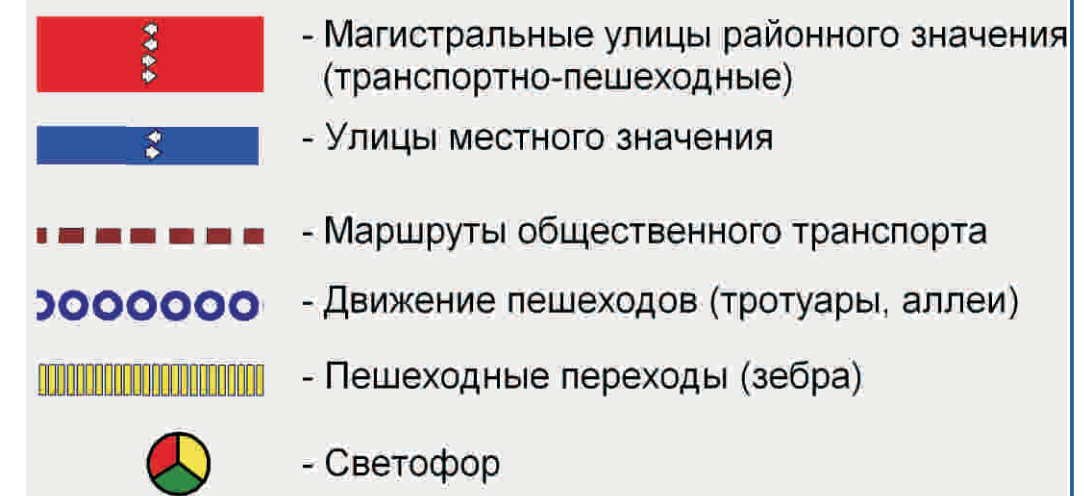 - Магистральные улицы районного значения
(транспортно-пешеходные)
- Улицы местного значения
- Маршруты общественного транспорта
- Движение пешеходов (тротуары, аллеи)
- Пешеходные переходы (зебра)
- Светофор